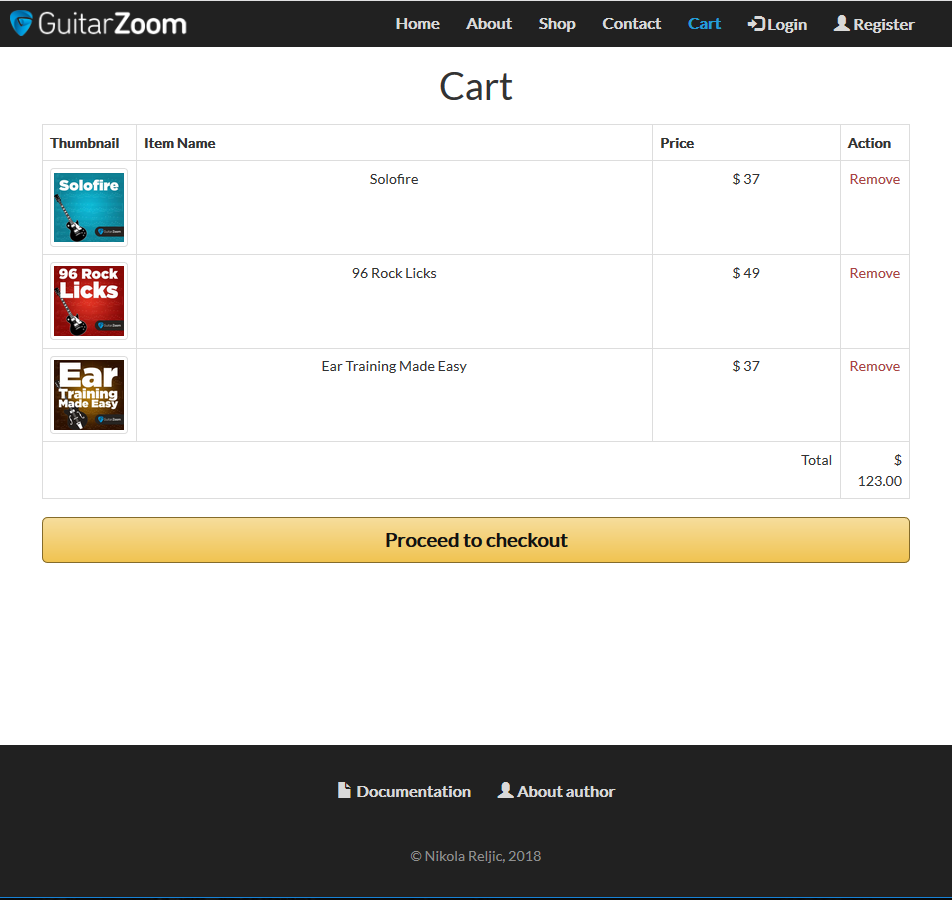 GuitarZoom Home About Shop Contact Cart Login Register
Cart
Thumbnail Item Name Price Action
Solofire Solofire $ 37 Remove
96 Rock
Licks 96 Rock Licks $ 49 Remove
Ear
Training
Made Easy Ear Training Made Easy $ 37 Remove
Total $
123.00
Proceed to checkout
Documentation About author
© Nikola Reljic, 2018